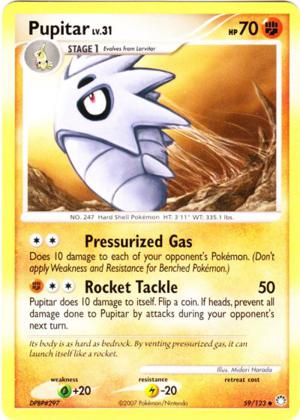 Pupitar LV.31
HP 70
STAGE 1 Evolves from Larvitar
NO. 247 Hard Shell Pokémon HT: 3'11" WT: 335.1 lbs.
Pressurized Gas
Does 10 damage to each of your opponent's Pokémon. (Don't
apply Weakness and Resistance for Benched Pokémon.)
Rocket Tackle 50
Pupitar does 10 damage to itself. Flip a coin. If heads, prevent all
damage done to Pupitar by attacks during your opponent's
next turn.
Its body is as hard as bedrock. By venting pressurized gas, it can
launch itself like a rocket.
Illus. Midori Harada
DPBP#297
weakness
+20
resistance
-20
retreat cost
©2007 Pokémon/Nintendo
59/123